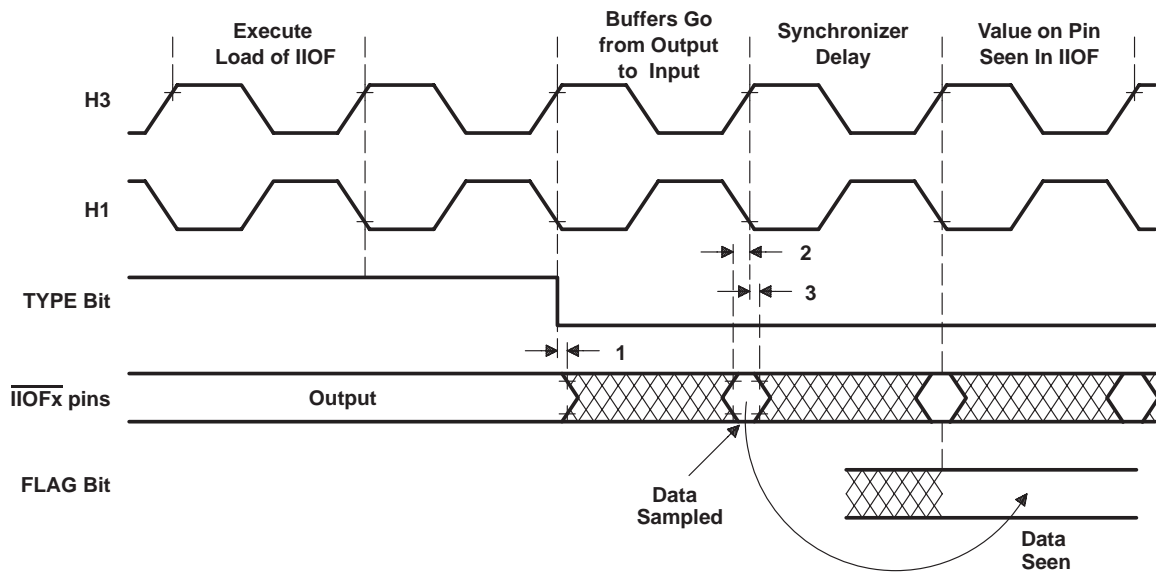 Execute
Load of IIOF
Buffers Go
from Output
to Input
Synchronizer
Delay
Value on Pin
Seen In IIOF
H3
H1
2
TYPE Bit
3
1
IIOFx pins
Output
FLAG Bit
Data
Sampled
Data
Seen